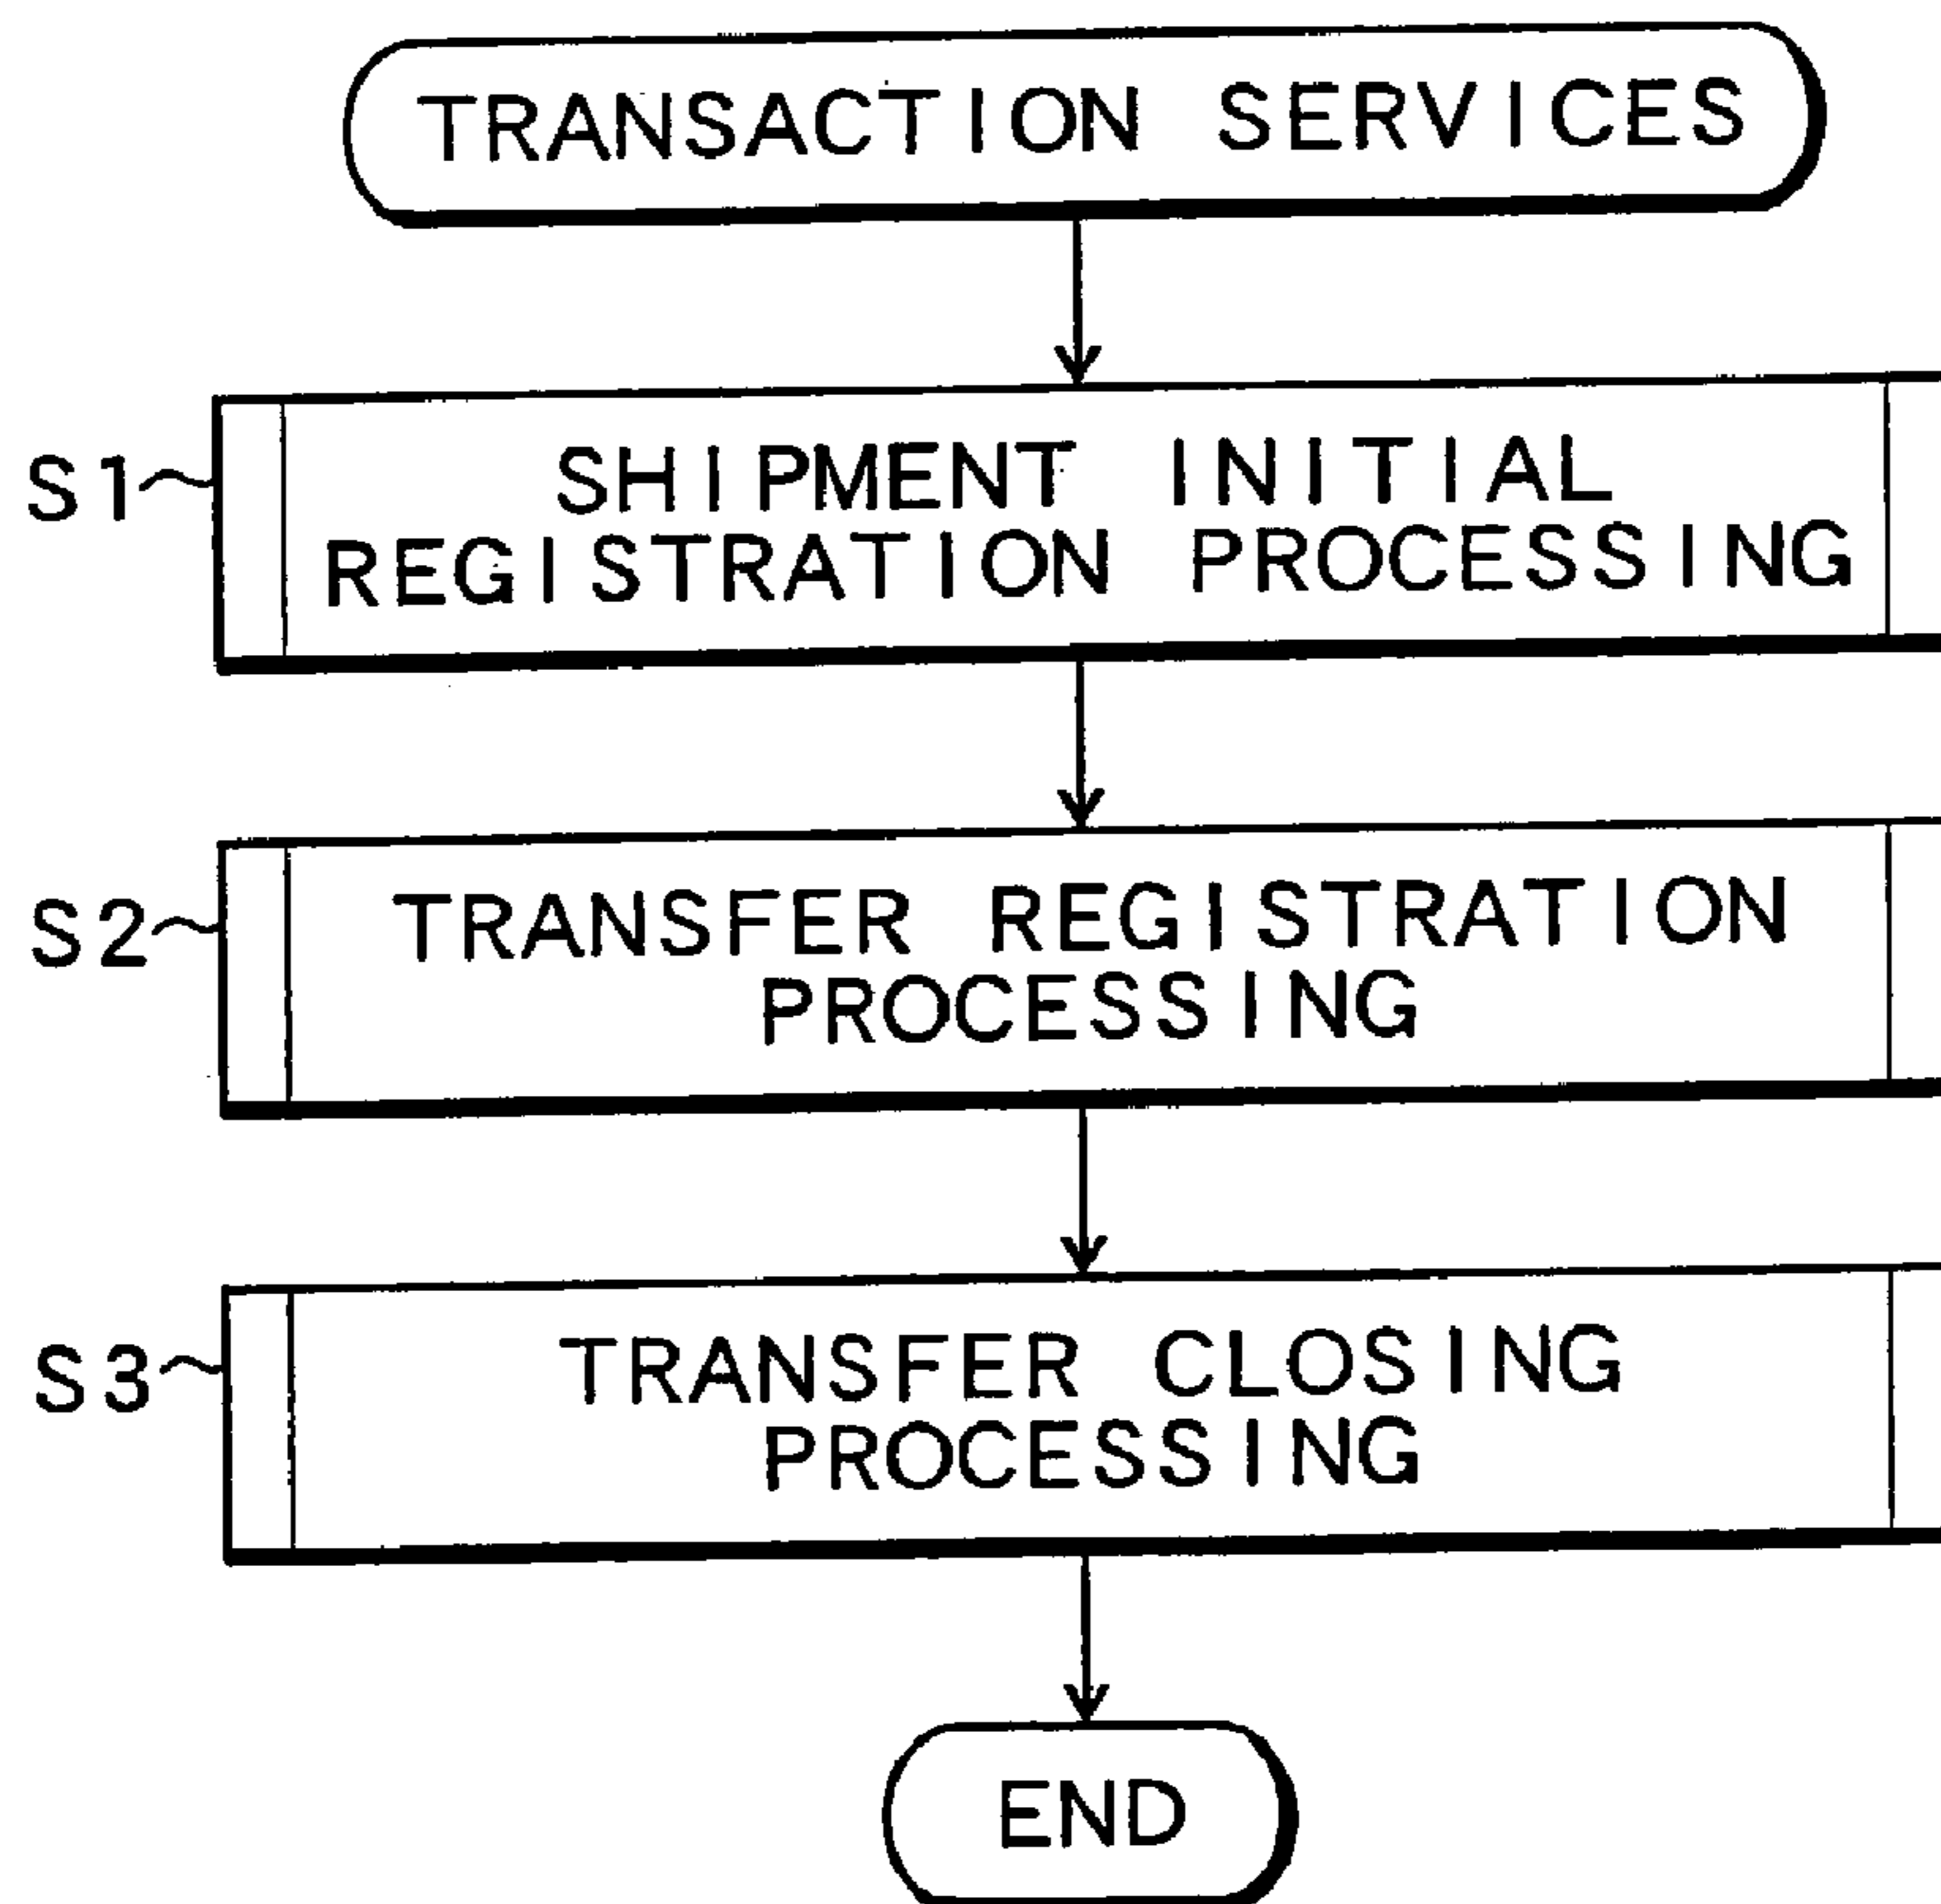 TRANSACTION SERVICES
S1
SHIPMENT INITIAL
REGISTRATION PROCESSING
S2
TRANSFER REGISTRATION
PROCESSING
S3
TRANSFER CLOSING
PROCESSING
END